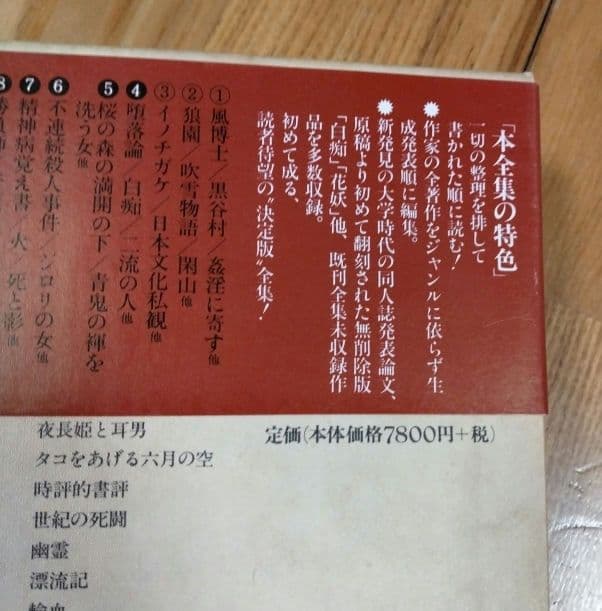 「本全集の特色」
一切の整理を排して
書かれた順に読む!
●作家の全著作をジャンルに依らず生
成発表順に編集。
●新発見の大学時代の同人誌発表論文、
原稿より初めて翻刻された無削除版
「白痴」「花妖」他、既刊全集未収録作
品を多数収録。
初めて成る、
読者待望の“決定版”全集!
①風博士/黒谷村/姦淫に寄す他
②狼園 吹雪物語 閑山他
③イノチガケ/日本文化私観他
❹堕落論/白痴/二流の人他
❺桜の森の満開の下/青鬼の褌を
洗う女他
❻不連続殺人事件/ジロリの女他
❼精神病覚え書 火/死と影他
定価(本体価格7800円+税)
夜長姫と耳男
タコをあげる六月の空
時評的書評
世紀の死闘
幽霊
漂流記